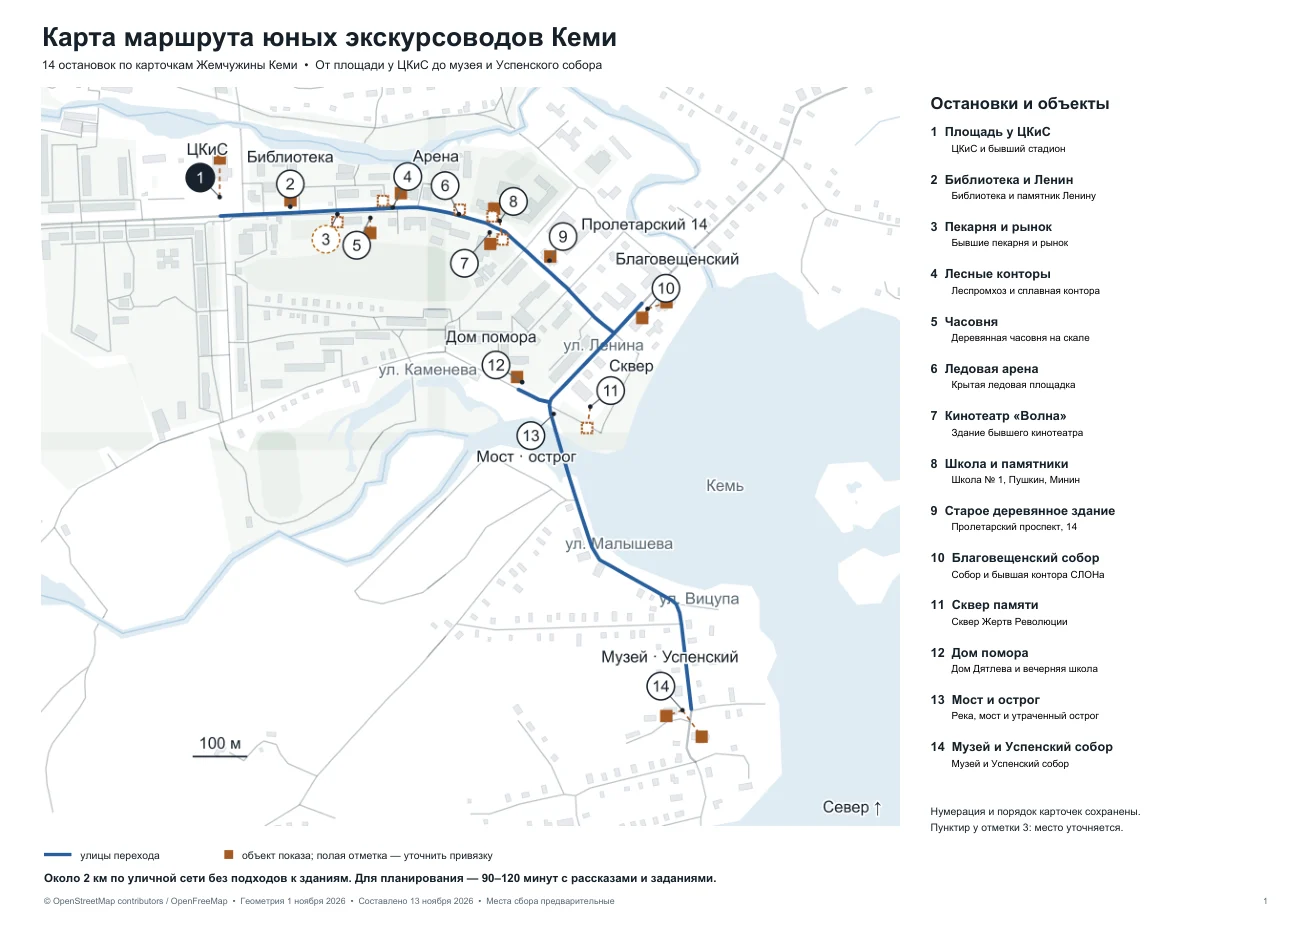 Карта маршрута юных экскурсоводов Кеми
14 остановок по карточкам Жемчужины Кеми • От площади у ЦКиС до музея и Успенского собора
ЦКиС
Библиотека
Арена
1
2
4
6
8
3
5
7
9
Пролетарский 14
Благовещенский
10
Дом помора
ул. Ленина
ул. Каменева
12
Сквер
11
13
Мост · острог
Кемь
ул. Малышева
ул. Вицупа
Музей · Успенский
14
100 м
Север ↑
Остановки и объекты
1 Площадь у ЦКиС
ЦКиС и бывший стадион
2 Библиотека и Ленин
Библиотека и памятник Ленину
3 Пекарня и рынок
Бывшие пекарня и рынок
4 Лесные конторы
Леспромхоз и сплавная контора
5 Часовня
Деревянная часовня на скале
6 Ледовая арена
Крытая ледовая площадка
7 Кинотеатр «Волна»
Здание бывшего кинотеатра
8 Школа и памятники
Школа № 1, Пушкин, Минин
9 Старое деревянное здание
Пролетарский проспект, 14
10 Благовещенский собор
Собор и бывшая контора СЛОНа
11 Сквер памяти
Сквер Жертв Революции
12 Дом помора
Дом Дятлева и вечерняя школа
13 Мост и острог
Река, мост и утраченный острог
14 Музей и Успенский собор
Музей и Успенский собор
Нумерация и порядок карточек сохранены.
Пунктир у отметки 3: место уточняется.
улицы перехода
объект показа; полая отметка — уточнить привязку
Около 2 км по уличной сети без подходов к зданиям. Для планирования — 90–120 минут с рассказами и заданиями.
© OpenStreetMap contributors / OpenFreeMap • Геометрия 1 ноября 2026 • Составлено 13 ноября 2026 • Места сбора предварительные
1